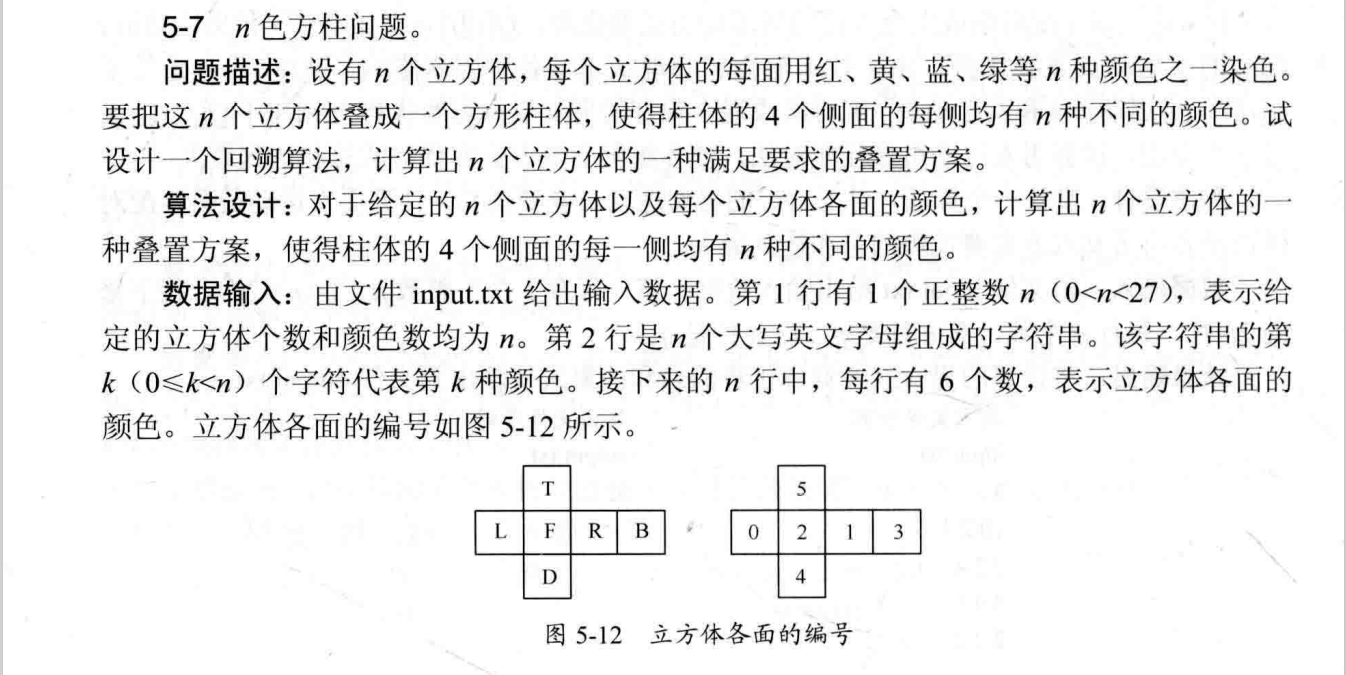 5-7 n 色方柱问题。
问题描述：设有 n 个立方体，每个立方体的每面用红、黄、蓝、绿等 n 种颜色之一染色。
要把这 n 个立方体叠成一个方形柱体，使得柱体的 4 个侧面的每侧均有 n 种不同的颜色。试
设计一个回溯算法，计算出 n 个立方体的一种满足要求的叠置方案。
算法设计：对于给定的 n 个立方体以及每个立方体各面的颜色，计算出 n 个立方体的一
种叠置方案，使得柱体的 4 个侧面的每一侧均有 n 种不同的颜色。
数据输入：由文件 input.txt 给出输入数据。第 1 行有 1 个正整数 n（0<n<27），表示给
定的立方体个数和颜色数均为 n。第 2 行是 n 个大写英文字母组成的字符串。该字符串的第
k（0≤k<n）个字符代表第 k 种颜色。接下来的 n 行中，每行有 6 个数，表示立方体各面的
颜色。立方体各面的编号如图 5-12 所示。
T 5
L F R B 0 2 1 3
D 4
图 5-12 立方体各面的编号